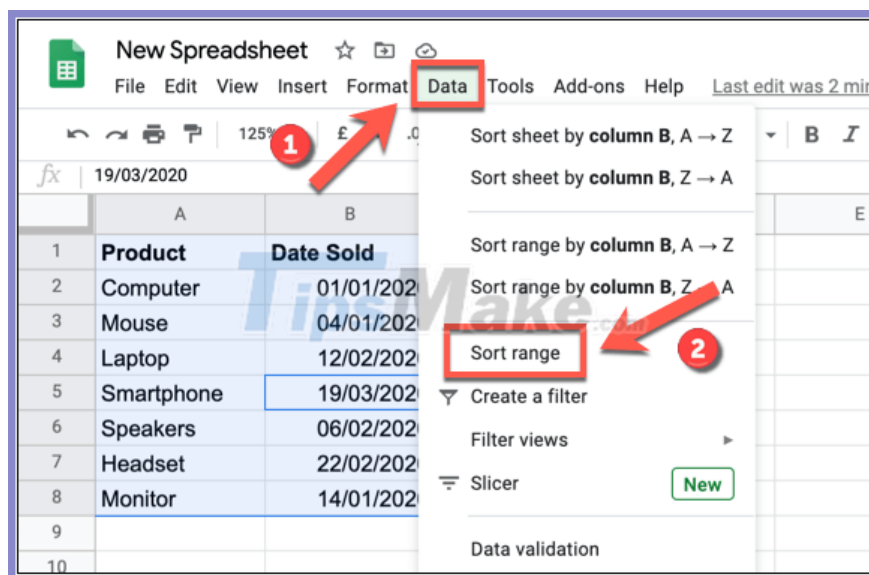 New Spreadsheet
File Edit View Insert Format Data Tools Add-ons Help Last edit was 2
125% £ B I
fx 19/03/2020
A B E
1 Product Date Sold
2 Computer 01/01/202
3 Mouse 04/01/202
4 Laptop 12/02/202
5 Smartphone 19/03/202
6 Speakers 06/02/202
7 Headset 22/02/202
8 Monitor 14/01/202
9
10
Sort sheet by column B, A → Z
Sort sheet by column B, Z → A
Sort range by column B, A → Z
Sort range by column B, Z → A
Sort range
Create a filter
Filter views
Slicer New
Data validation
1
2
TipsMake.com